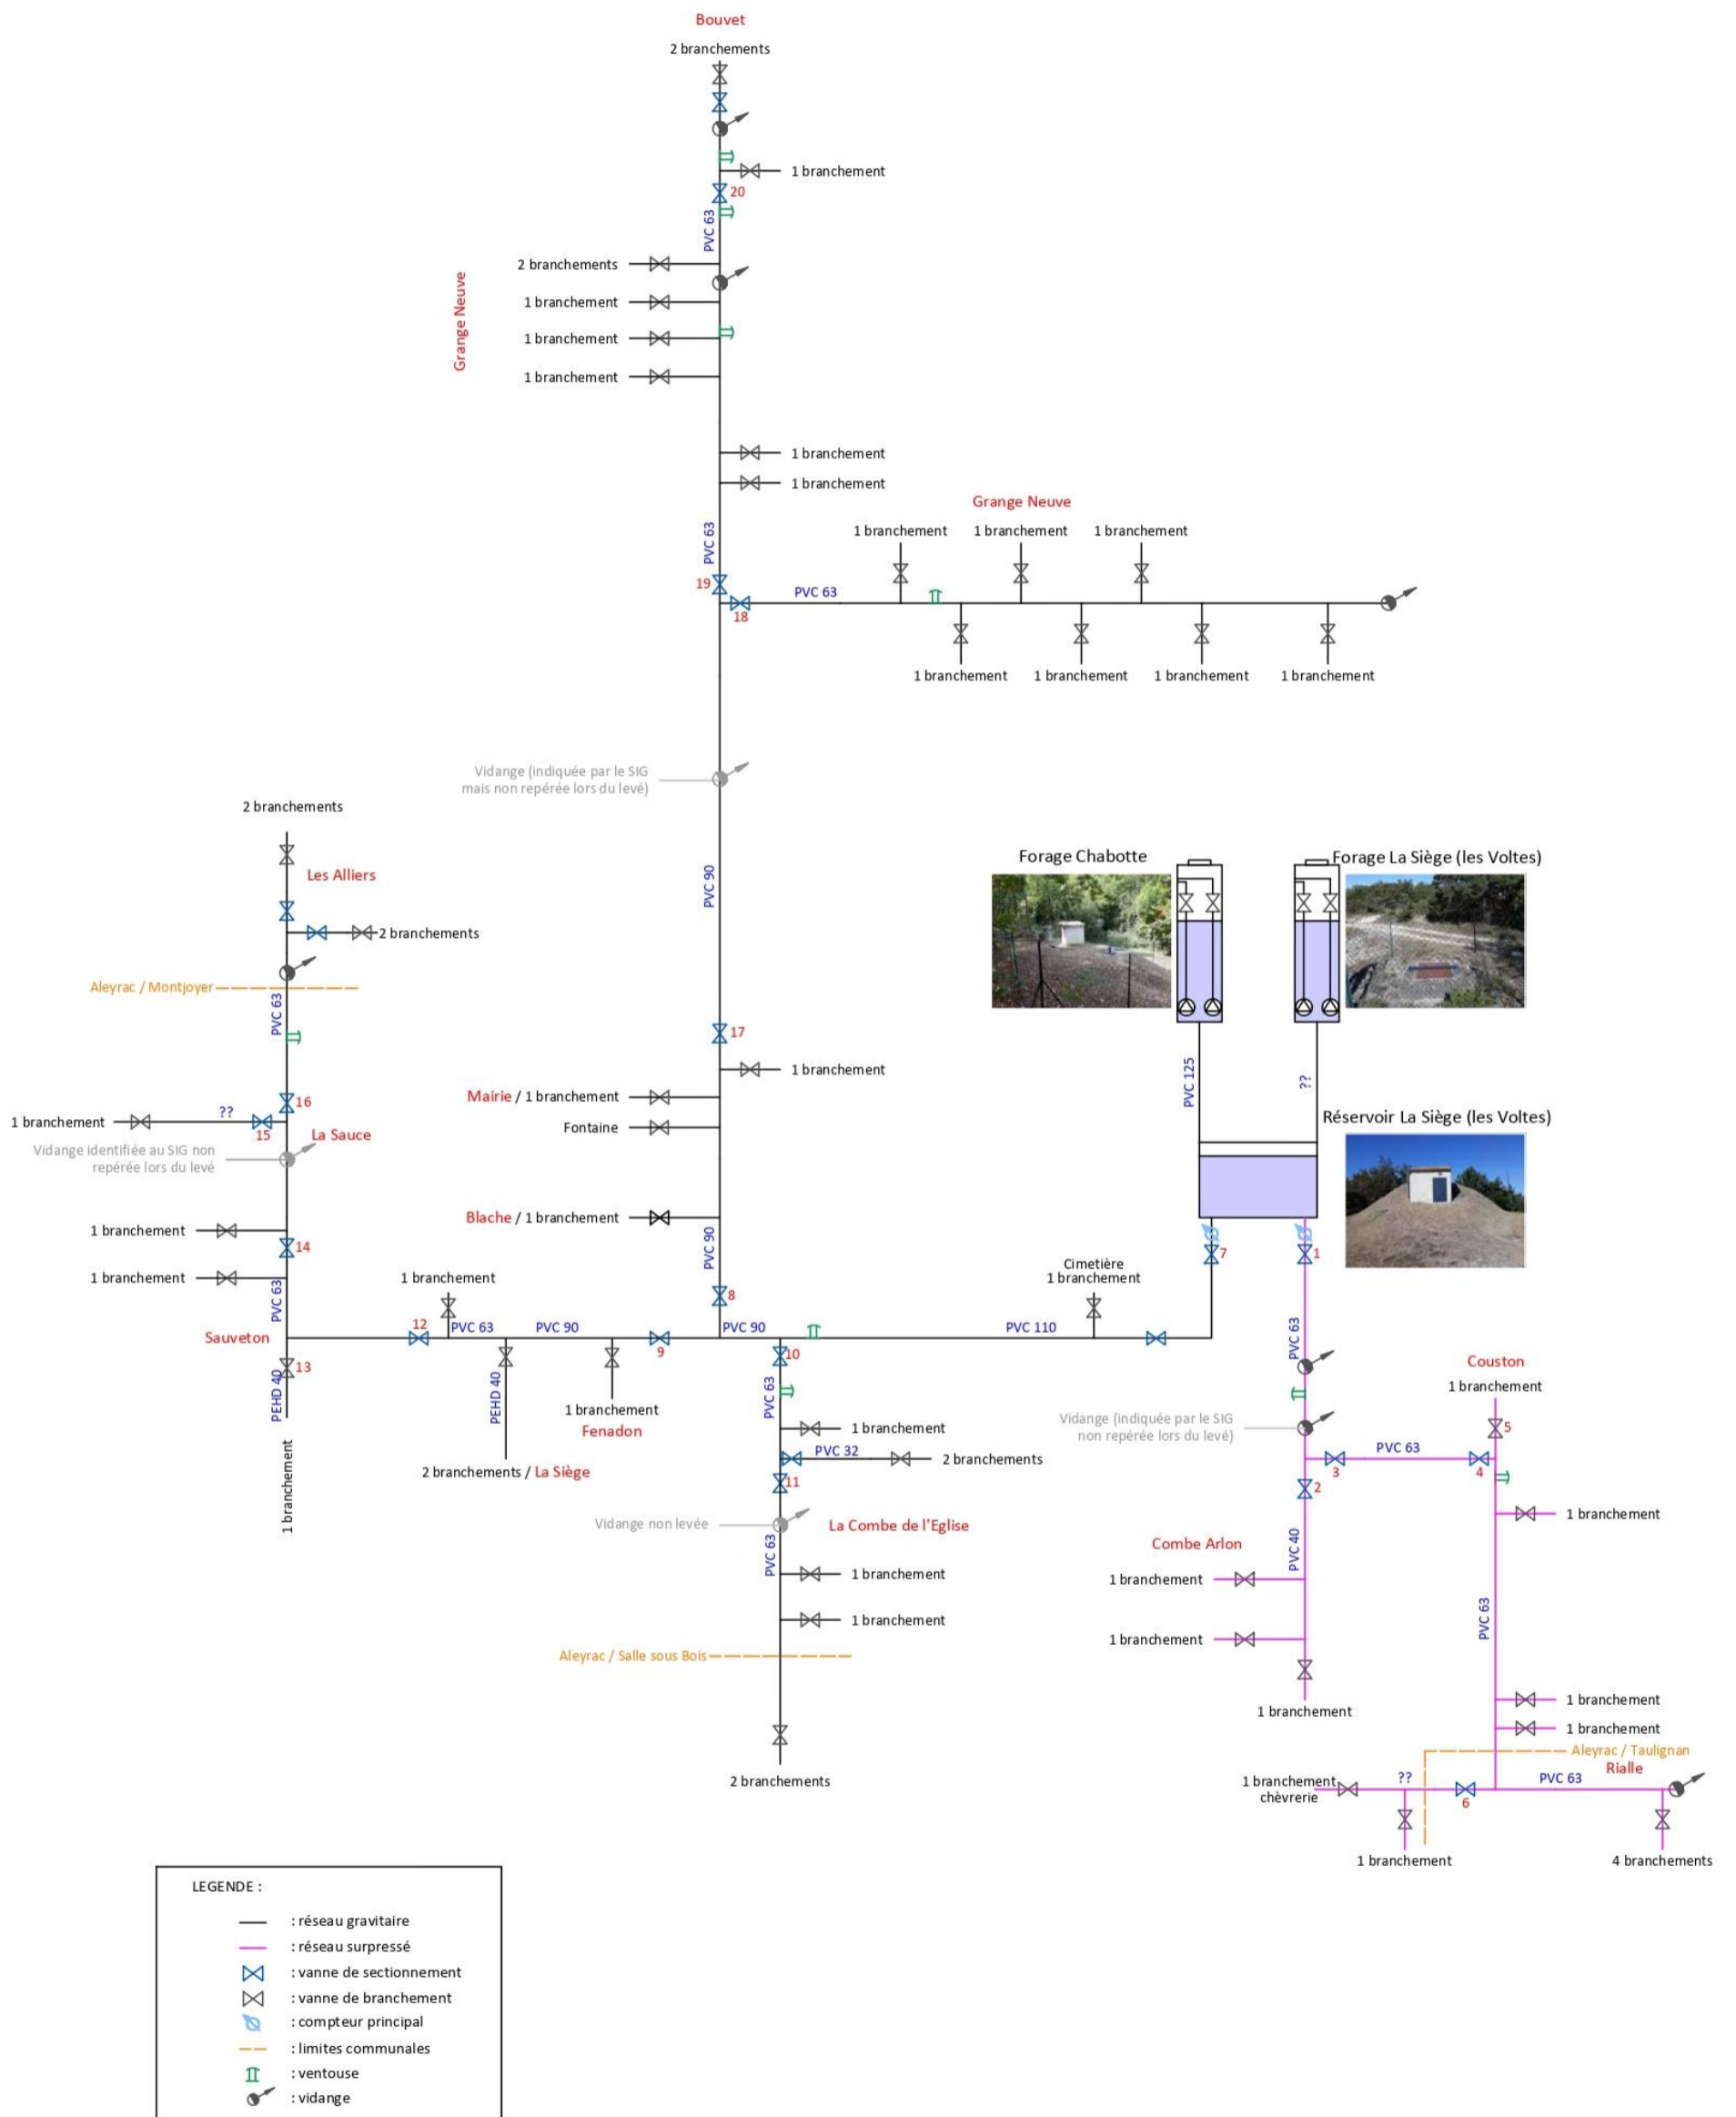 Bouvet
2 branchements
1 branchement
20
PVC 63
2 branchements
1 branchement
1 branchement
1 branchement
Grange Neuve
1 branchement
1 branchement
Grange Neuve
1 branchement
1 branchement
1 branchement
PVC 63
19
PVC 63
18
1 branchement
1 branchement
1 branchement
1 branchement
Vidange (indiquée par le SIG
mais non repérée lors du levé)
PVC 90
17
1 branchement
Mairie / 1 branchement
Fontaine
Blache / 1 branchement
PVC 90
8
2 branchements
Les Alliers
2 branchements
Aleyrac / Montjoyer
PVC 63
16
1 branchement
??
15
La Sauce
Vidange identifiée au SIG non
repérée lors du levé
1 branchement
14
1 branchement
PVC 63
Sauveton
13
PEHD 40
1 branchement
1 branchement
12
PVC 63
PVC 90
9
PVC 90
PVC 110
PEHD 40
2 branchements / La Siège
1 branchement
Fenadon
Cimetière
1 branchement
10
PVC 63
1 branchement
PVC 32
2 branchements
11
Vidange non levée
La Combe de l'Eglise
PVC 63
1 branchement
1 branchement
Aleyrac / Salle sous Bois
2 branchements
Forage Chabotte
Forage La Siège (les Voltes)
PVC 125
??
Réservoir La Siège (les Voltes)
7
1
PVC 63
Vidange (indiquée par le SIG
non repérée lors du levé)
Couston
1 branchement
5
PVC 63
3
4
2
Combe Arlon
PVC 40
1 branchement
1 branchement
1 branchement
1 branchement
PVC 63
1 branchement
1 branchement
Aleyrac / Taulignan
Rialle
1 branchement
chèvrerie
??
6
PVC 63
1 branchement
4 branchements
LEGENDE :
: réseau gravitaire
: réseau surpressé
: vanne de sectionnement
: vanne de branchement
: compteur principal
: limites communales
: ventouse
: vidange